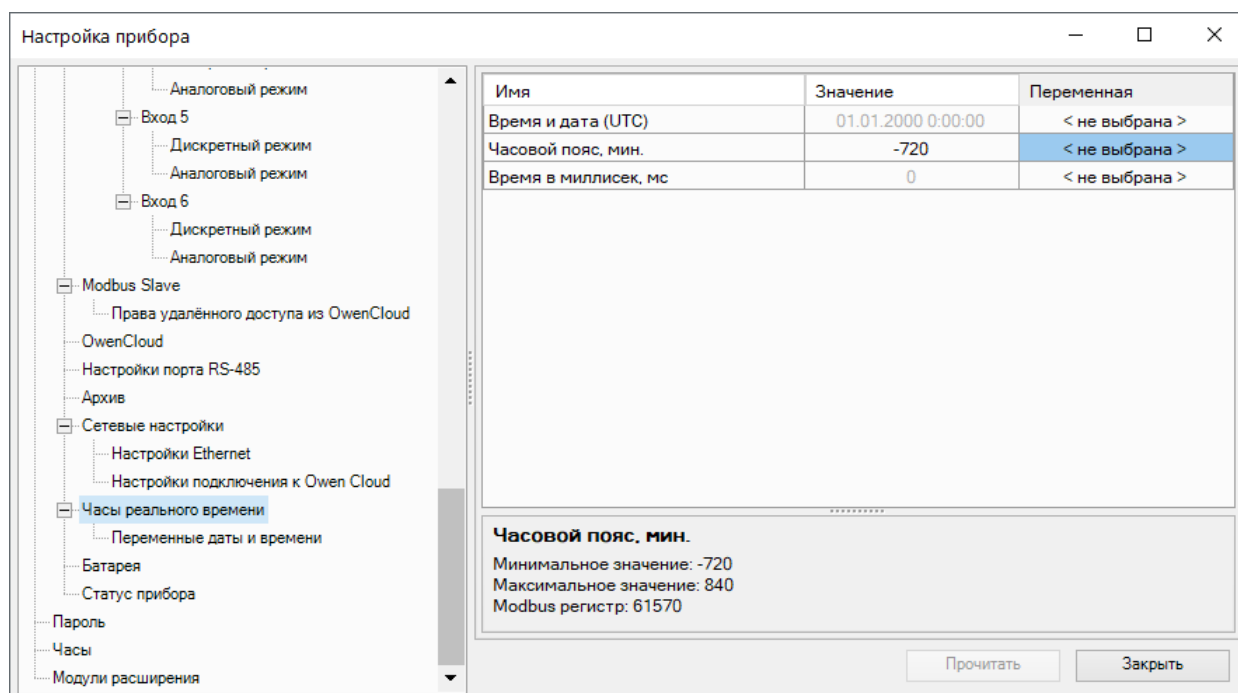 Настройка прибора
Аналоговый режим
Вход 5
Дискретный режим
Аналоговый режим
Вход 6
Дискретный режим
Аналоговый режим
Modbus Slave
Права удалённого доступа из OwenCloud
OwenCloud
Настройки порта RS-485
Архив
Сетевые настройки
Настройки Ethernet
Настройки подключения к Owen Cloud
Часы реального времени
Переменные даты и времени
Батарея
Статус прибора
Пароль
Часы
Модули расширения
Имя Значение Переменная
Время и дата (UTC) 01.01.2000 0:00:00 < не выбрана >
Часовой пояс, мин. -720 < не выбрана >
Время в миллисек, мс 0 < не выбрана >
Часовой пояс, мин.
Минимальное значение: -720
Максимальное значение: 840
Modbus регистр: 61570
Прочитать Закрыть